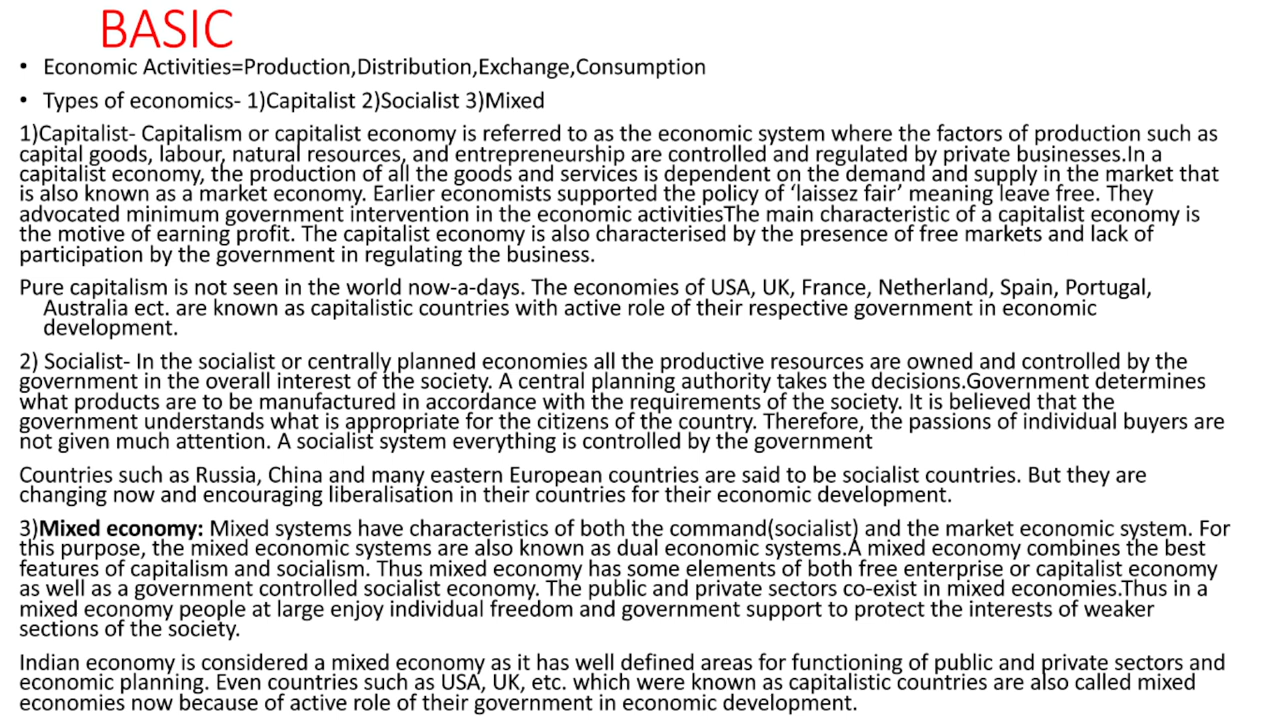 BASIC
• Economic Activities=Production,Distribution,Exchange,Consumption
• Types of economics- 1)Capitalist 2)Socialist 3)Mixed
1)Capitalist- Capitalism or capitalist economy is referred to as the economic system where the factors of production such as
capital goods, labour, natural resources, and entrepreneurship are controlled and regulated by private businesses.In a
capitalist economy, the production of all the goods and services is dependent on the demand and supply in the market that
is also known as a market economy. Earlier economists supported the policy of ‘laissez fair’ meaning leave free. They
advocated minimum government intervention in the economic activitiesThe main characteristic of a capitalist economy is
the motive of earning profit. The capitalist economy is also characterised by the presence of free markets and lack of
participation by the government in regulating the business.
Pure capitalism is not seen in the world now-a-days. The economies of USA, UK, France, Netherland, Spain, Portugal,
Australia ect. are known as capitalistic countries with active role of their respective government in economic
development.
2) Socialist- In the socialist or centrally planned economies all the productive resources are owned and controlled by the
government in the overall interest of the society. A central planning authority takes the decisions.Government determines
what products are to be manufactured in accordance with the requirements of the society. It is believed that the
government understands what is appropriate for the citizens of the country. Therefore, the passions of individual buyers are
not given much attention. A socialist system everything is controlled by the government
Countries such as Russia, China and many eastern European countries are said to be socialist countries. But they are
changing now and encouraging liberalisation in their countries for their economic development.
3)Mixed economy: Mixed systems have characteristics of both the command(socialist) and the market economic system. For
this purpose, the mixed economic systems are also known as dual economic systems.A mixed economy combines the best
features of capitalism and socialism. Thus mixed economy has some elements of both free enterprise or capitalist economy
as well as a government controlled socialist economy. The public and private sectors co-exist in mixed economies.Thus in a
mixed economy people at large enjoy individual freedom and government support to protect the interests of weaker
sections of the society.
Indian economy is considered a mixed economy as it has well defined areas for functioning of public and private sectors and
economic planning. Even countries such as USA, UK, etc. which were known as capitalistic countries are also called mixed
economies now because of active role of their government in economic development.